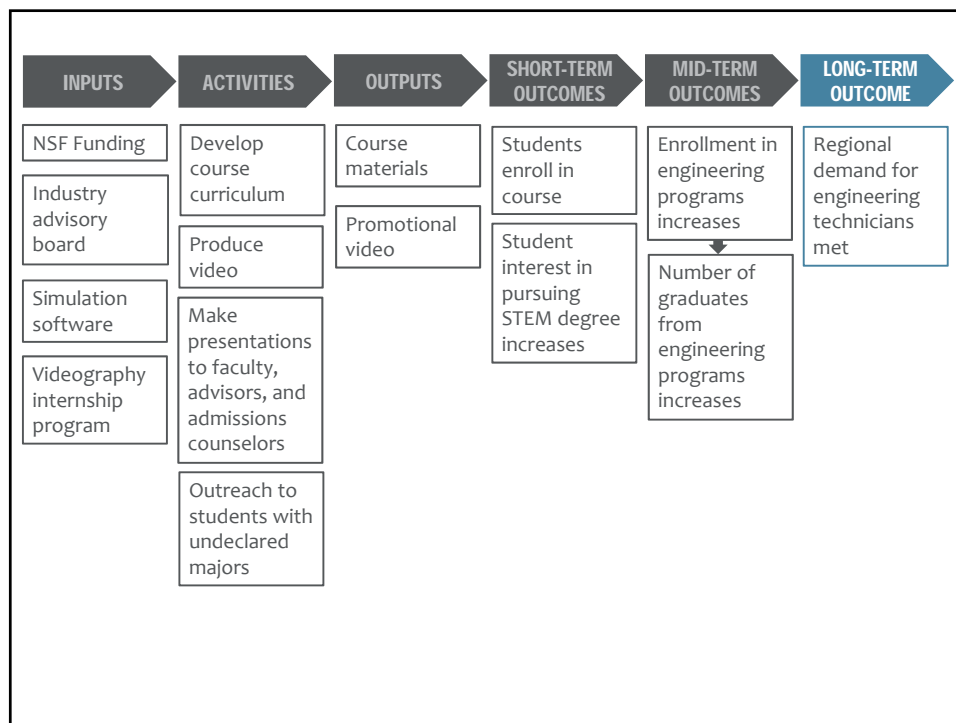 INPUTS
ACTIVITIES
OUTPUTS
SHORT-TERM
OUTCOMES
MID-TERM
OUTCOMES
LONG-TERM
OUTCOME
NSF Funding
Industry
advisory
board
Simulation
software
Videography
internship
program
Develop
course
curriculum
Produce
video
Make
presentations
to faculty,
advisors, and
admissions
counselors
Outreach to
students with
undeclared
majors
Course
materials
Promotional
video
Students
enroll in
course
Student
interest in
pursuing
STEM degree
increases
Enrollment in
engineering
programs
increases
Number of
graduates
from
engineering
programs
increases
Regional
demand for
engineering
technicians
met